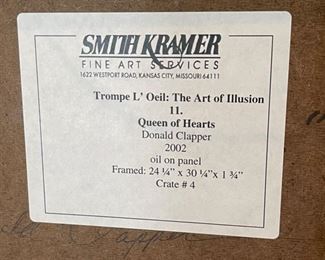 SMITH KRAMER
FINE ART SERVICES
1622 WESTPORT ROAD, KANSAS CITY, MISSOURI 64111
Trompe L' Oeil: The Art of Illusion
11.
Queen of Hearts
Donald Clapper
2002
oil on panel
Framed: 24 ¼" x 30 ¼"x 1 ¾"
Crate # 4
Clapper